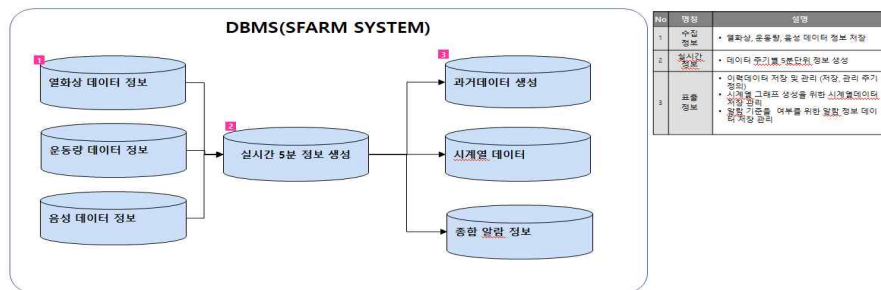 DBMS(SFARM SYSTEM)
1
열화상 데이터 정보
운동량 데이터 정보
음성 데이터 정보
2
실시간 5분 정보 생성
3
과거데이터 생성
시계열 데이터
종합 알람 정보
No 명칭 설명
1 수집 정보 • 열화상, 운동량, 음성 데이터 정보 저장
2 실시간 정보 • 데이터 주기별 5분단위 정보 생성
3 표출 정보 • 이력데이터 저장 및 관리 (저장, 관리 주기
정의)
• 시계열 그래프 생성을 위한 시계열데이터
저장 관리
• 알람 기준을 여부를 위한 알람 정보 데이
터 저장 관리